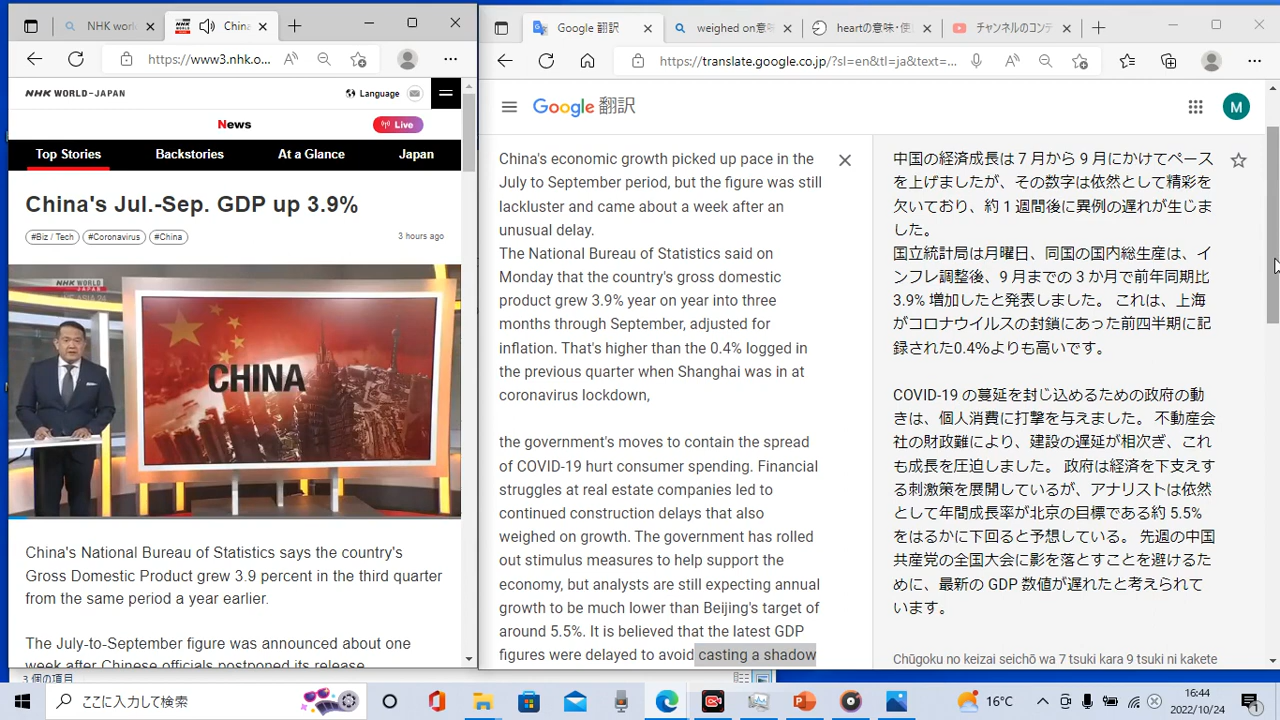 NHK worl
Chin
Google 翻訳
weighed on意味
heartの意味・使い
チャンネルのコンテ
https://www3.nhk.o...
https://translate.google.co.jp/?sl=en&tl=ja&text=...
NHK WORLD-JAPAN
Language
News
Live
Top Stories
Backstories
At a Glance
Japan
China's Jul.-Sep. GDP up 3.9%
#Biz / Tech
#Coronavirus
#China
3 hours ago
NHK WORLD
JAPAN
CHINA
China's National Bureau of Statistics says the country's
Gross Domestic Product grew 3.9 percent in the third quarter
from the same period a year earlier.
The July-to-September figure was announced about one
week after Chinese officials postponed its release
Google 翻訳
M
China's economic growth picked up pace in the
July to September period, but the figure was still
lackluster and came about a week after an
unusual delay.
The National Bureau of Statistics said on
Monday that the country's gross domestic
product grew 3.9% year on year into three
months through September, adjusted for
inflation. That's higher than the 0.4% logged in
the previous quarter when Shanghai was in at
coronavirus lockdown,
the government's moves to contain the spread
of COVID-19 hurt consumer spending. Financial
struggles at real estate companies led to
continued construction delays that also
weighed on growth. The government has rolled
out stimulus measures to help support the
economy, but analysts are still expecting annual
growth to be much lower than Beijing's target of
around 5.5%. It is believed that the latest GDP
figures were delayed to avoid casting a shadow
中国の経済成長は 7 月から 9 月にかけてペース
を上げましたが、その数字は依然として精彩を
欠いており、約 1 週間後に異例の遅れが生じま
した。
国立統計局は月曜日、同国の国内総生産は、イ
ンフレ調整後、9 月までの 3 か月で前年同期比
3.9% 増加したと発表しました。 これは、上海
がコロナウイルスの封鎖にあった前四半期に記
録された0.4%よりも高いです。
COVID-19 の蔓延を封じ込めるための政府の動
きは、個人消費に打撃を与えました。 不動産会
社の財政難により、建設の遅延が相次ぎ、これ
も成長を圧迫しました。 政府は経済を下支えす
る刺激策を展開しているが、アナリストは依然
として年間成長率が北京の目標である約 5.5%
をはるかに下回ると予想している。 先週の中国
共産党の全国大会に影を落とすことを避けるた
めに、最新の GDP 数値が遅れたと考えられて
います。
Chūgoku no keizai seichō wa 7 tsuki kara 9 tsuki ni kakete
3 個の項目
ここに入力して検索
16°C
16:44
2022/10/24